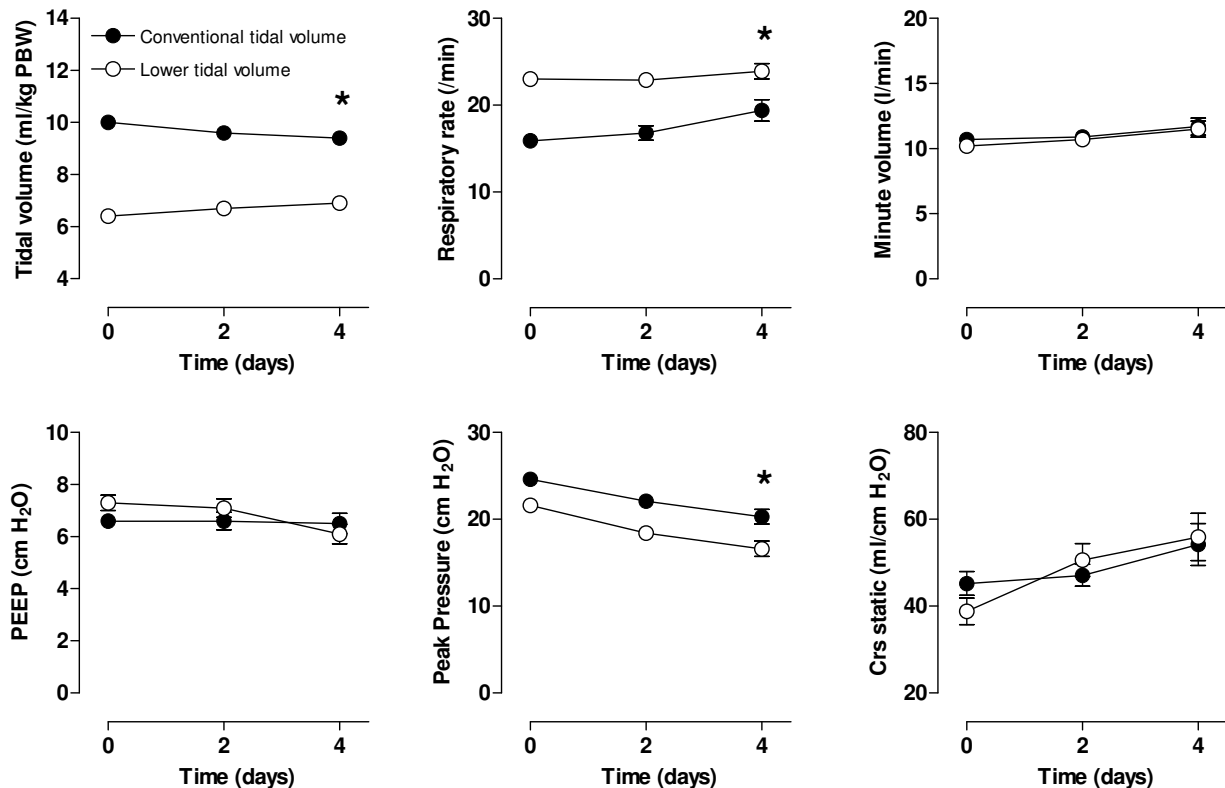 Tidal volume (ml/kg PBW)
14
12
10
8
6
4
Conventional tidal volume
Lower tidal volume
*
0 2 4
Time (days)
Respiratory rate (/min)
30
20
10
0
*
0 2 4
Time (days)
Minute volume (l/min)
20
15
10
5
0
0 2 4
Time (days)
PEEP (cm H₂O)
10
8
6
4
2
0
0 2 4
Time (days)
Peak Pressure (cm H₂O)
30
20
10
0
*
0 2 4
Time (days)
Crs static (ml/cm H₂O)
80
60
40
20
0 2 4
Time (days)